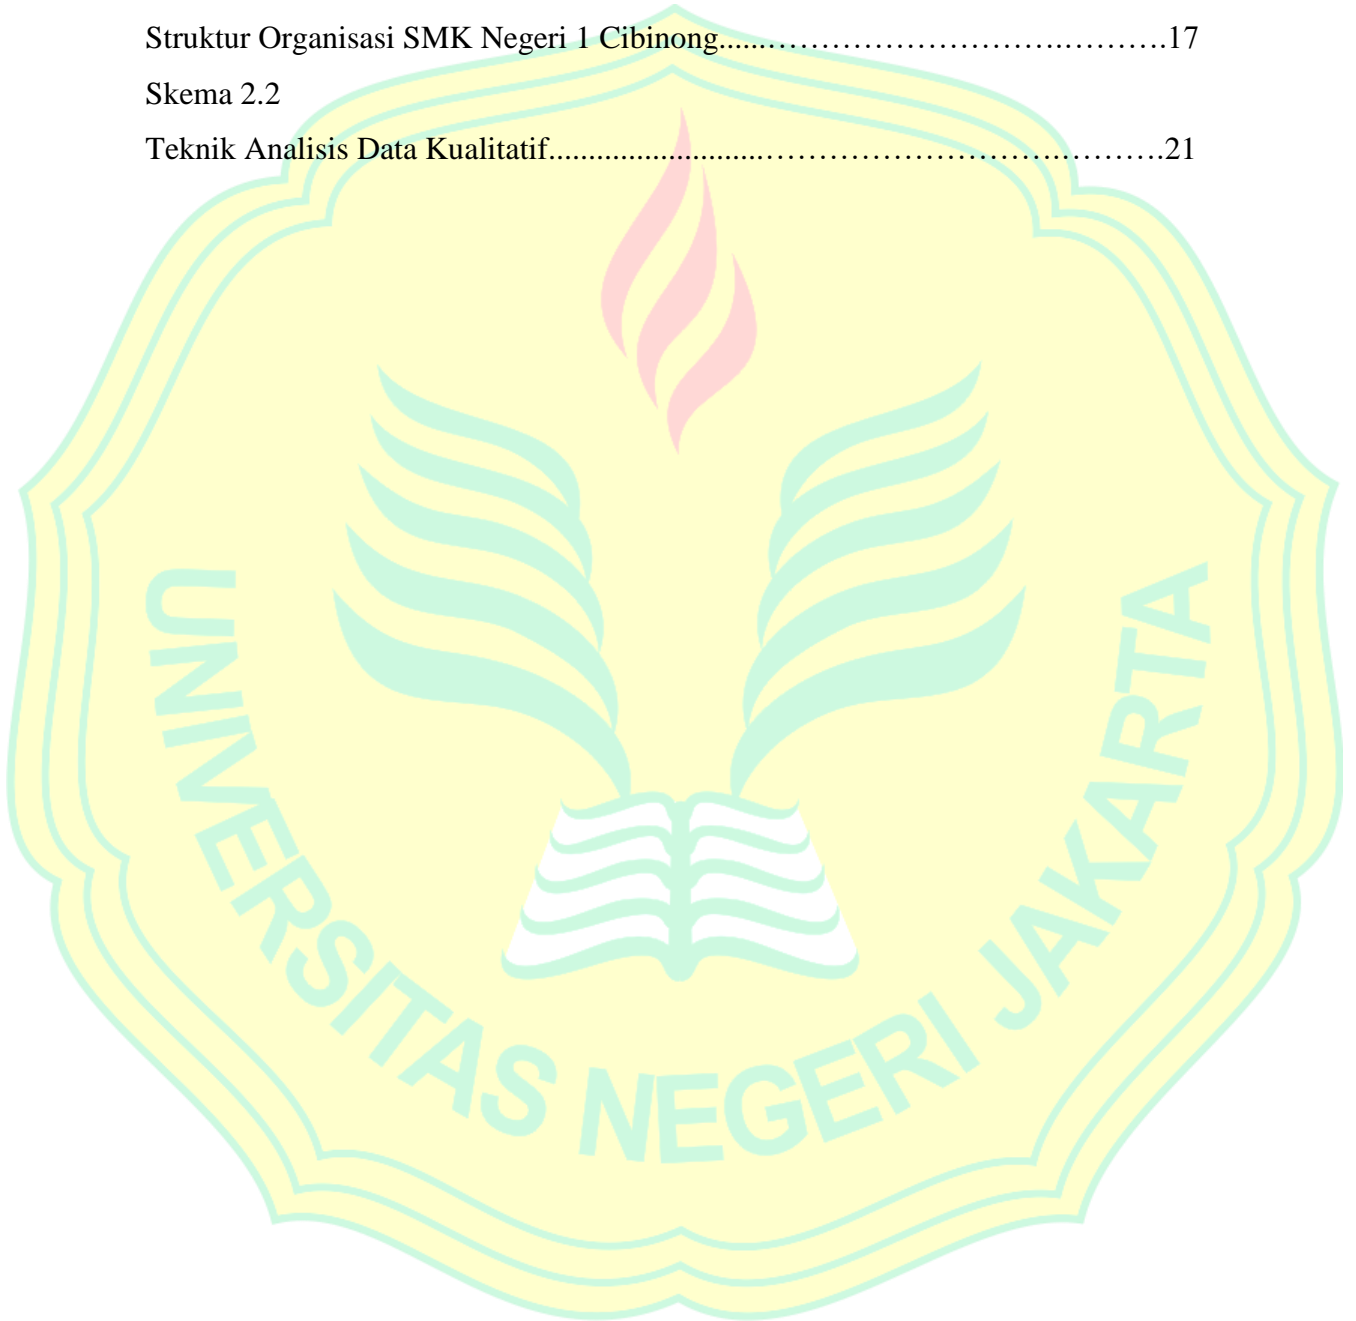 Struktur Organisasi SMK Negeri 1 Cibinong......…………………………….……….17
Skema 2.2
Teknik Analisis Data Kualitatif..........................……………………….……….21
UNIVERSITAS NEGERI JAKARTA